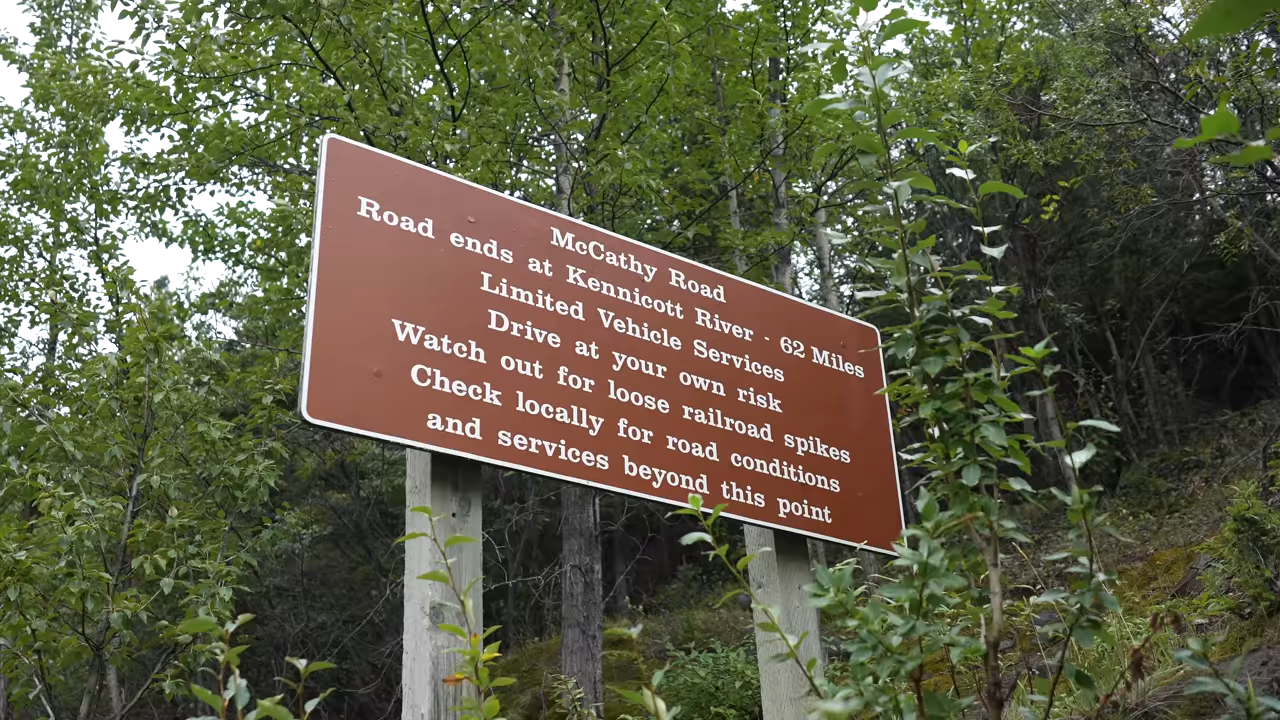 McCathy Road
Road ends at Kennicott River - 62 Miles
Limited Vehicle Services
Drive at your own risk
Watch out for loose railroad spikes
Check locally for road conditions
and services beyond this point